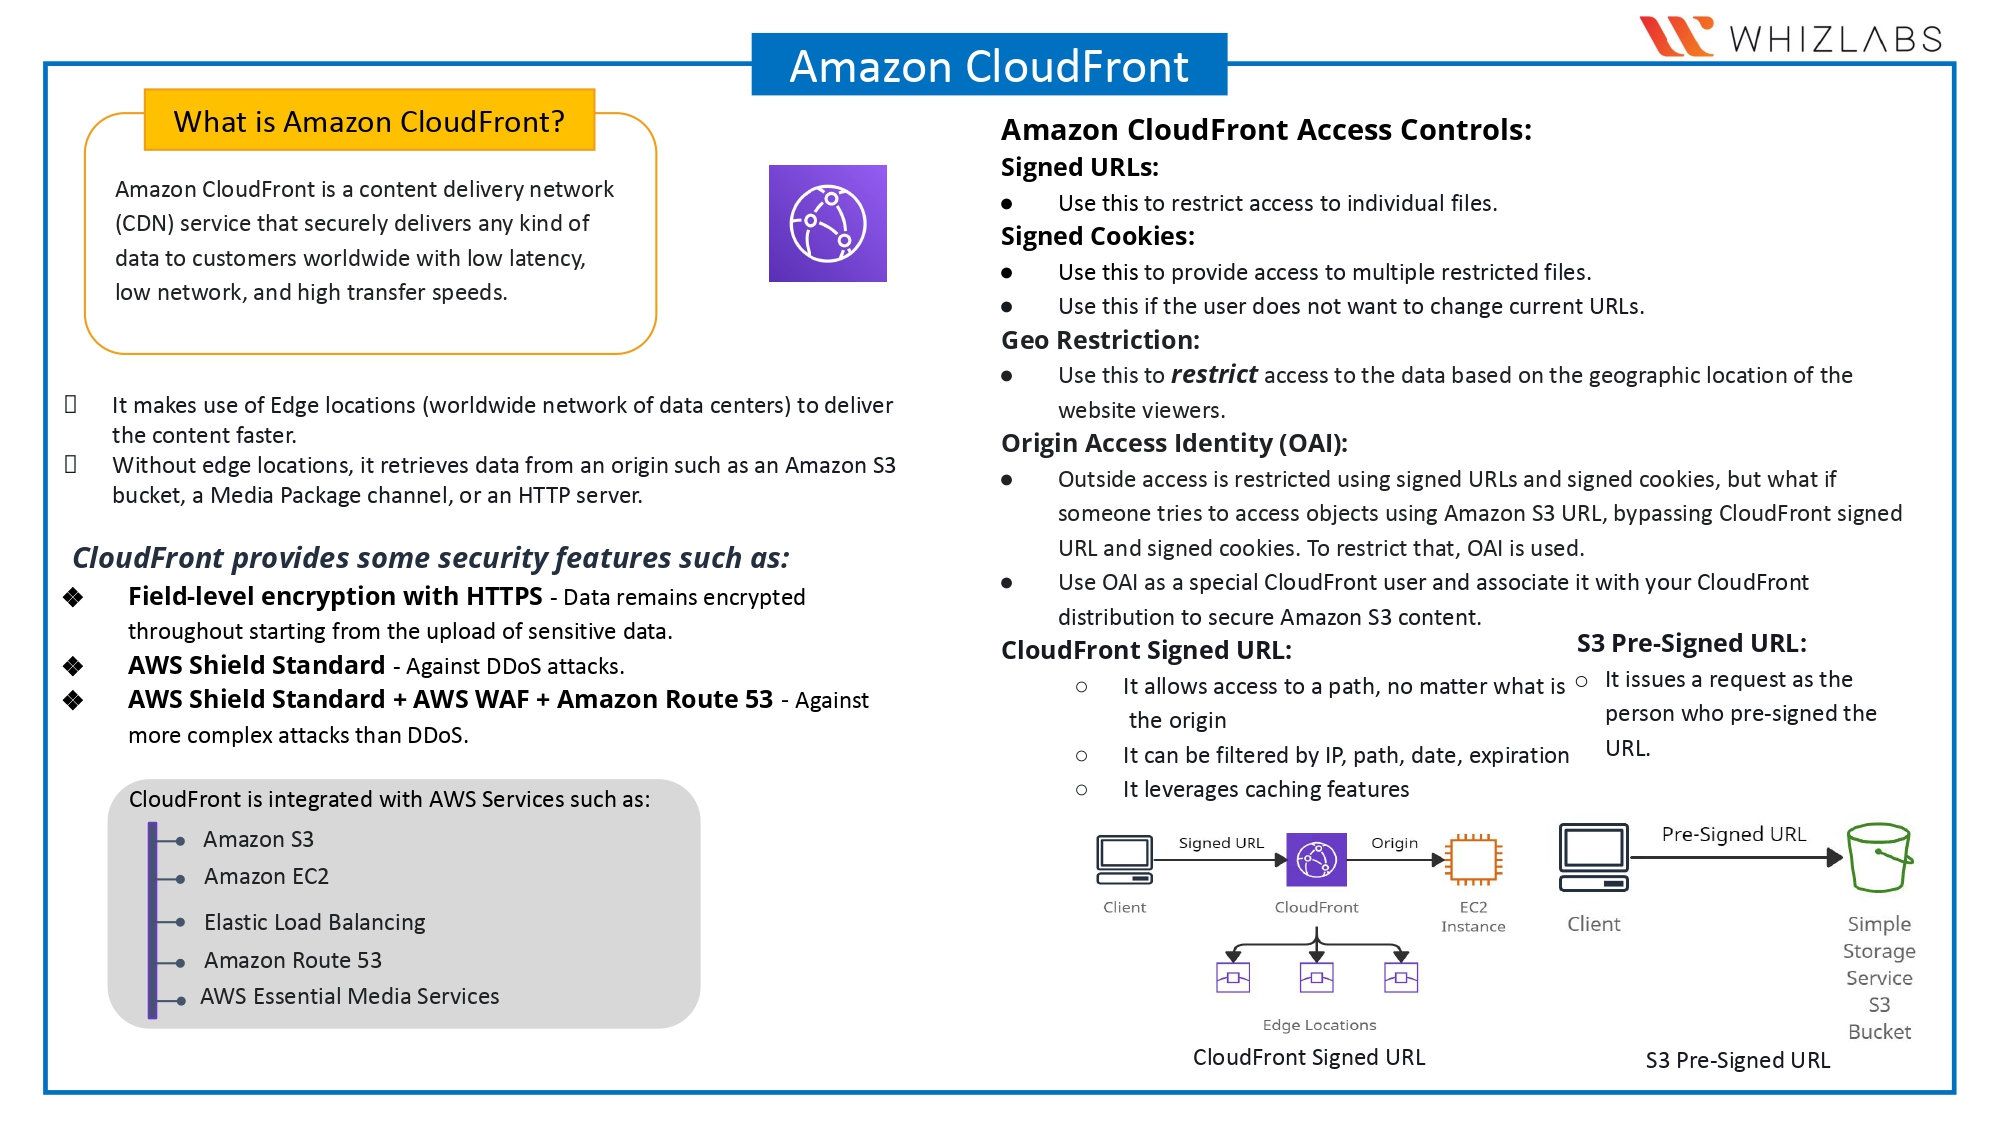 WHIZLABS
Amazon CloudFront
What is Amazon CloudFront?
Amazon CloudFront is a content delivery network
(CDN) service that securely delivers any kind of
data to customers worldwide with low latency,
low network, and high transfer speeds.
It makes use of Edge locations (worldwide network of data centers) to deliver
the content faster.
Without edge locations, it retrieves data from an origin such as an Amazon S3
bucket, a Media Package channel, or an HTTP server.
CloudFront provides some security features such as:
❖ Field-level encryption with HTTPS - Data remains encrypted
throughout starting from the upload of sensitive data.
❖ AWS Shield Standard - Against DDoS attacks.
❖ AWS Shield Standard + AWS WAF + Amazon Route 53 - Against
more complex attacks than DDoS.
CloudFront is integrated with AWS Services such as:
Amazon S3
Amazon EC2
Elastic Load Balancing
Amazon Route 53
AWS Essential Media Services
Amazon CloudFront Access Controls:
Signed URLs:
● Use this to restrict access to individual files.
Signed Cookies:
● Use this to provide access to multiple restricted files.
● Use this if the user does not want to change current URLs.
Geo Restriction:
● Use this to restrict access to the data based on the geographic location of the
website viewers.
Origin Access Identity (OAI):
● Outside access is restricted using signed URLs and signed cookies, but what if
someone tries to access objects using Amazon S3 URL, bypassing CloudFront signed
URL and signed cookies. To restrict that, OAI is used.
● Use OAI as a special CloudFront user and associate it with your CloudFront
distribution to secure Amazon S3 content.
CloudFront Signed URL:
○ It allows access to a path, no matter what is
the origin
○ It can be filtered by IP, path, date, expiration
○ It leverages caching features
S3 Pre-Signed URL:
○ It issues a request as the
person who pre-signed the
URL.
Signed URL
Origin
Client
CloudFront
EC2
Instance
Edge Locations
CloudFront Signed URL
Pre-Signed URL
Client
Simple
Storage
Service
S3
Bucket
S3 Pre-Signed URL